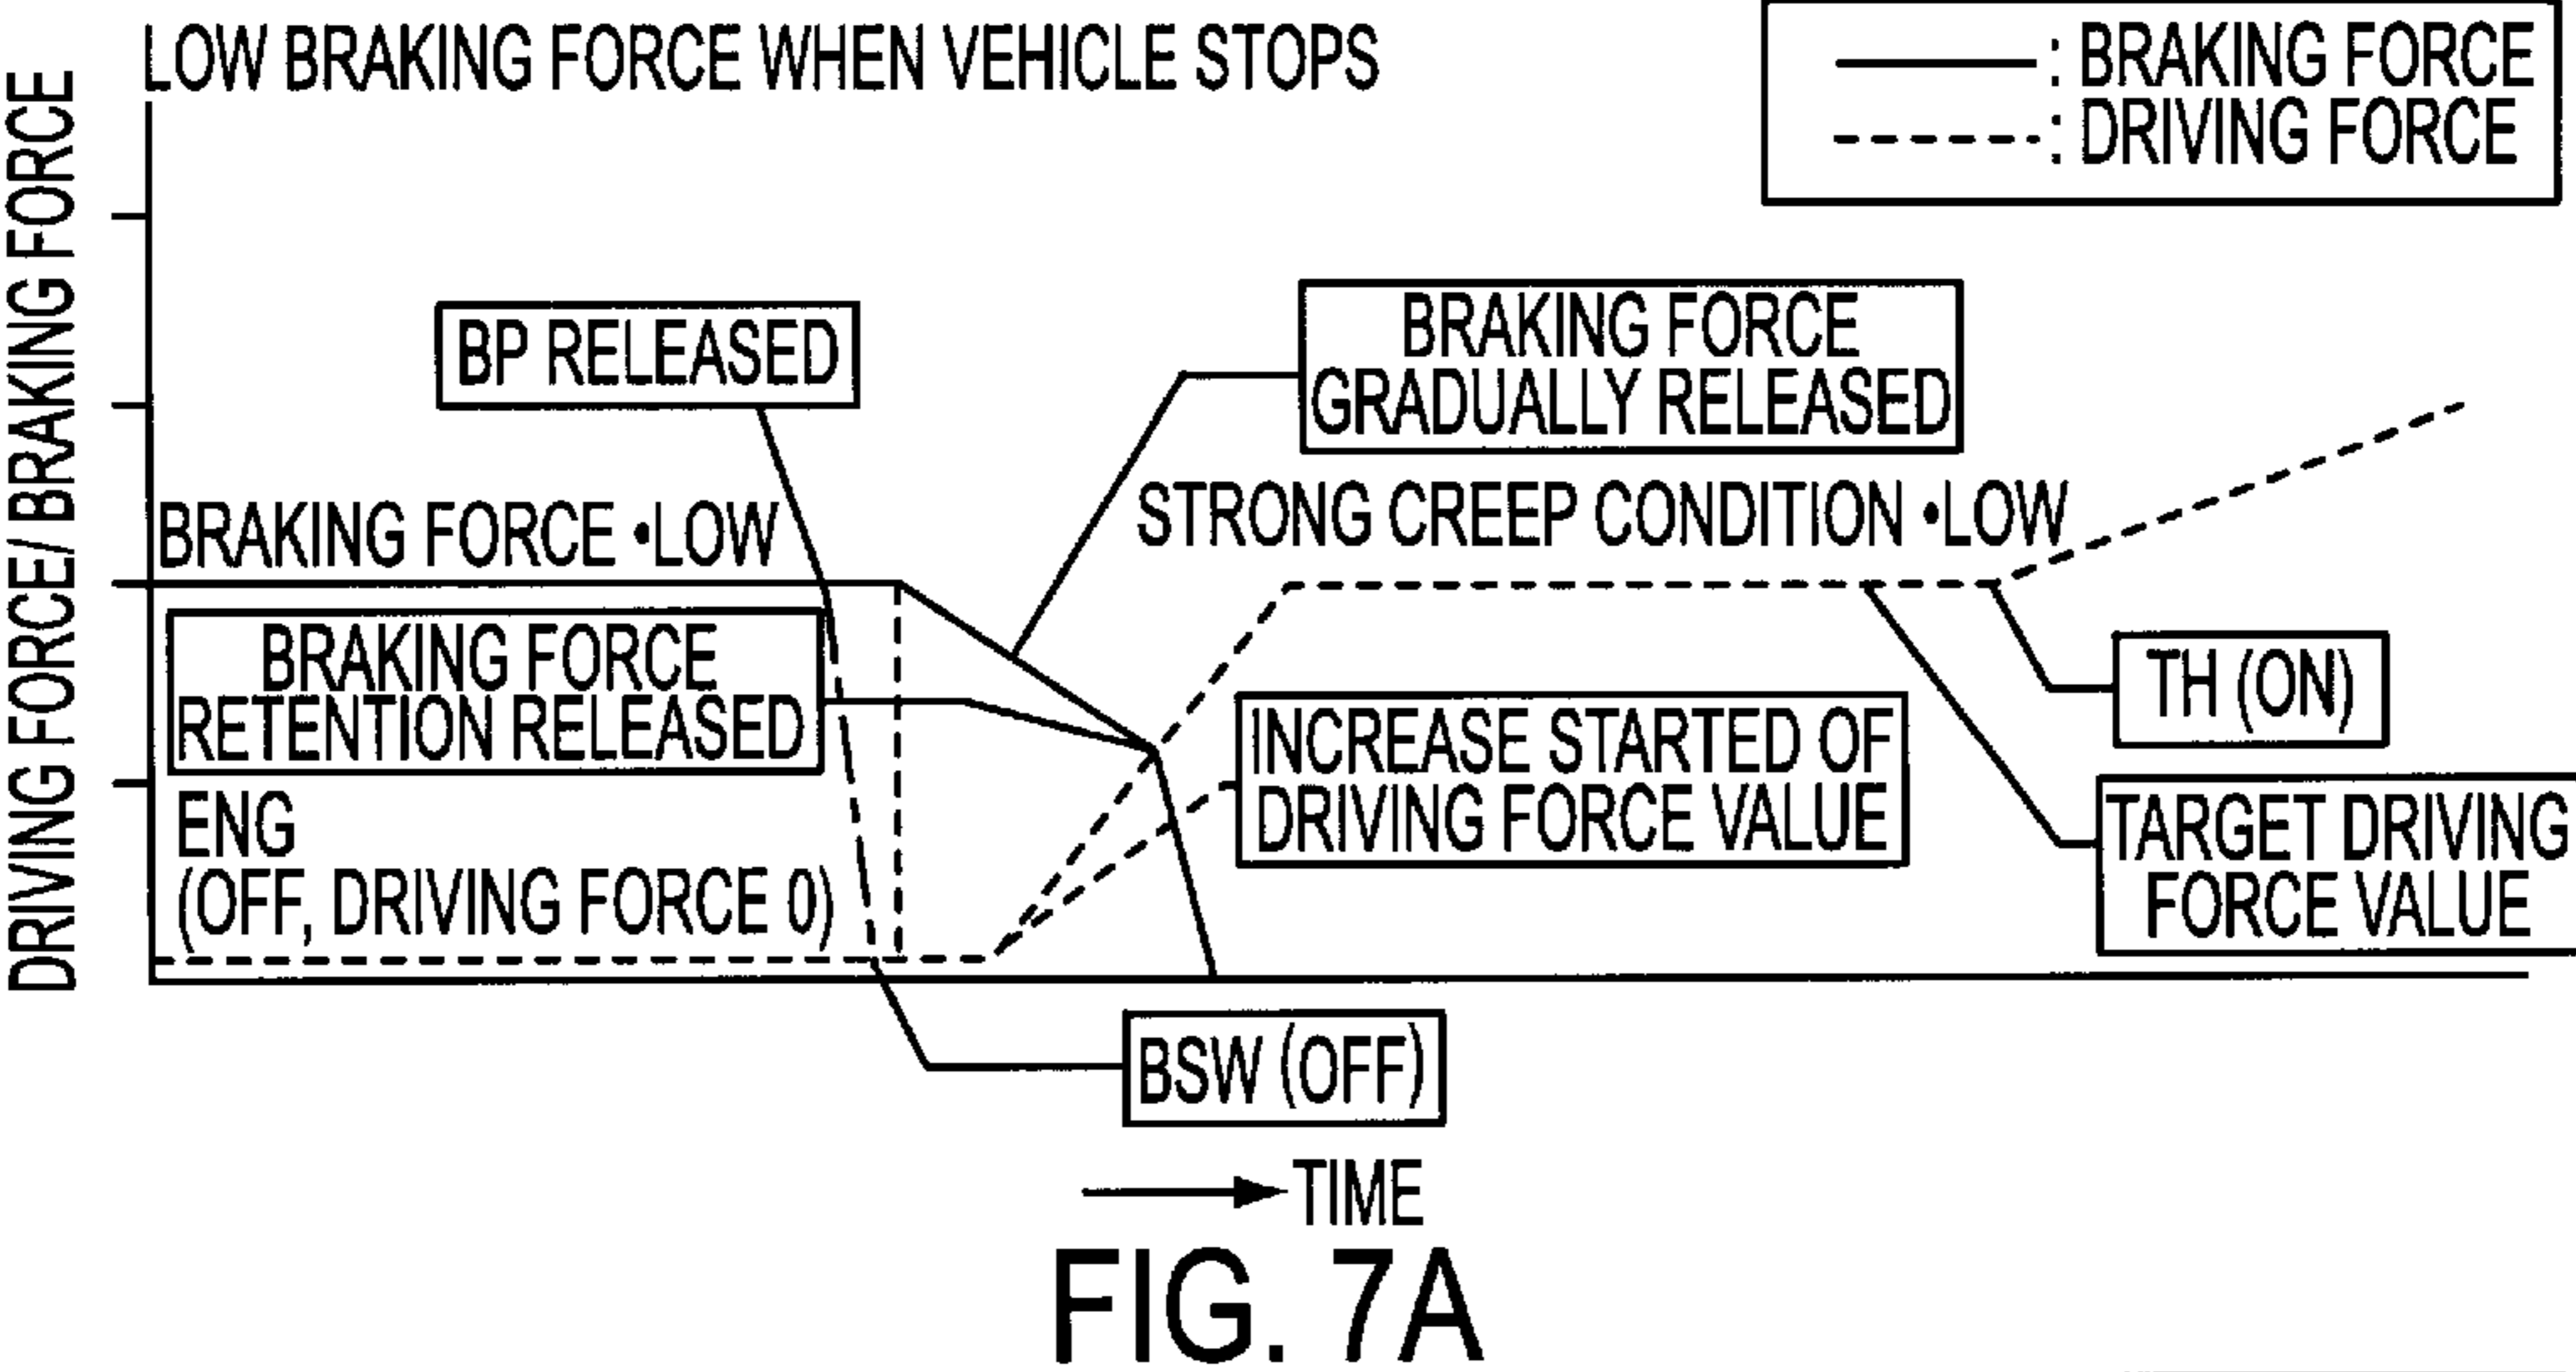 LOW BRAKING FORCE WHEN VEHICLE STOPS
: BRAKING FORCE
: DRIVING FORCE
DRIVING FORCE/ BRAKING FORCE
BP RELEASED
BRAKING FORCE
GRADUALLY RELEASED
BRAKING FORCE •LOW
STRONG CREEP CONDITION •LOW
BRAKING FORCE
RETENTION RELEASED
TH (ON)
INCREASE STARTED OF
DRIVING FORCE VALUE
TARGET DRIVING
FORCE VALUE
ENG
(OFF, DRIVING FORCE 0)
BSW (OFF)
TIME
FIG. 7A